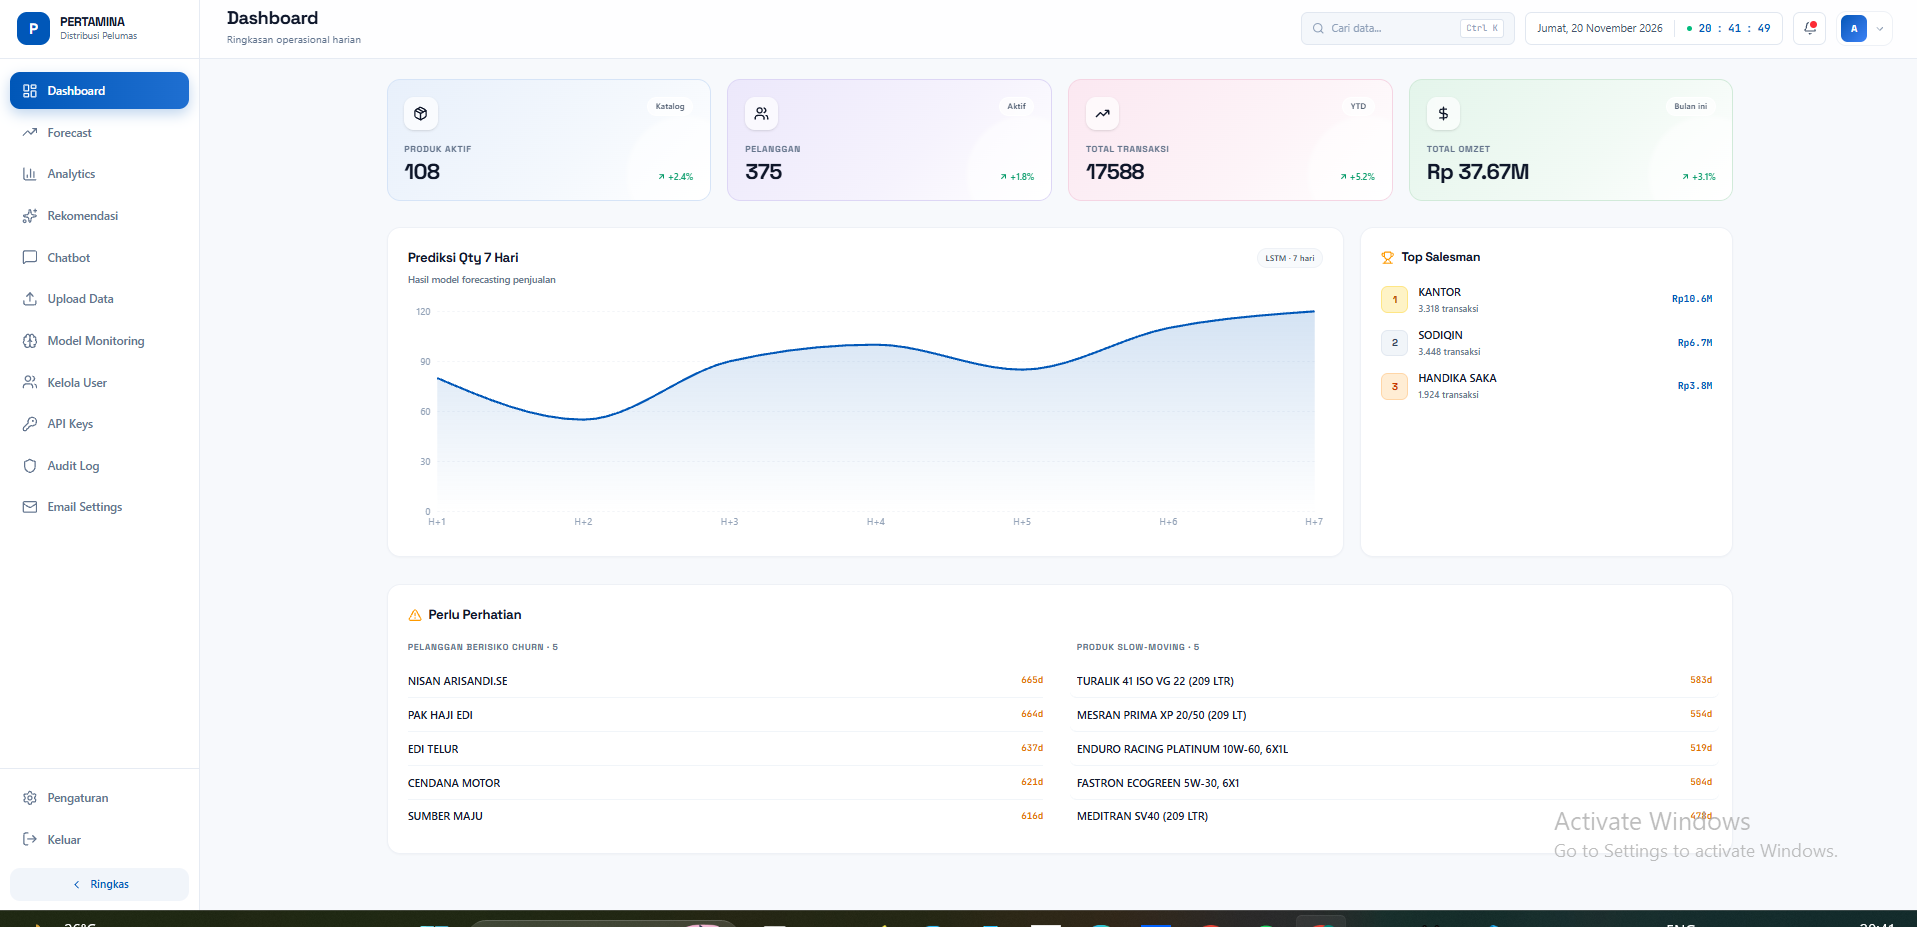 P
PERTAMINA
Distribusi Pelumas
Dashboard
Ringkasan operasional harian
Cari data...
Ctrl K
Jumat, 20 November 2026
20 : 41 : 49
A
Dashboard
Forecast
Analytics
Rekomendasi
Chatbot
Upload Data
Model Monitoring
Kelola User
API Keys
Audit Log
Email Settings
Pengaturan
Keluar
Ringkas
Katalog
PRODUK AKTIF
108
+2.4%
Aktif
PELANGGAN
375
+1.8%
YTD
TOTAL TRANSAKSI
17588
+5.2%
Bulan ini
TOTAL OMZET
Rp 37.67M
+3.1%
Prediksi Qty 7 Hari
Hasil model forecasting penjualan
LSTM · 7 hari
120
90
60
30
0
H+1 H+2 H+3 H+4 H+5 H+6 H+7
Top Salesman
1
KANTOR
3.318 transaksi
Rp10.6M
2
SODIQIN
3.448 transaksi
Rp6.7M
3
HANDIKA SAKA
1.924 transaksi
Rp3.8M
Perlu Perhatian
PELANGGAN BERISIKO CHURN · 5
NISAN ARISANDI.SE 665d
PAK HAJI EDI 664d
EDI TELUR 637d
CENDANA MOTOR 621d
SUMBER MAJU 616d
PRODUK SLOW-MOVING · 5
TURALIK 41 ISO VG 22 (209 LTR) 583d
MESRAN PRIMA XP 20/50 (209 LT) 554d
ENDURO RACING PLATINUM 10W-60, 6X1L 519d
FASTRON ECOGREEN 5W-30, 6X1 504d
MEDITRAN SV40 (209 LTR) 478d
Activate Windows
Go to Settings to activate Windows.